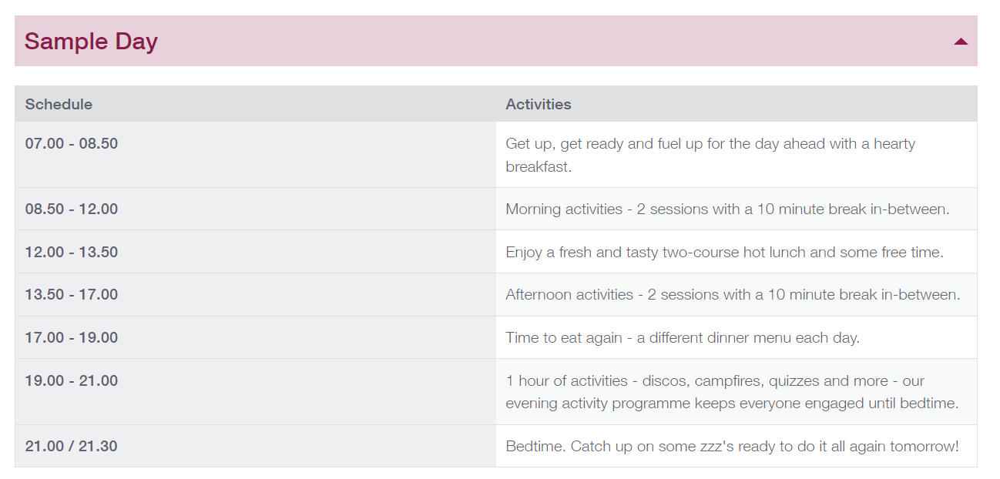 Sample Day
Schedule
Activities
07.00 - 08.50
Get up, get ready and fuel up for the day ahead with a hearty
breakfast.
08.50 - 12.00
Morning activities - 2 sessions with a 10 minute break in-between.
12.00 - 13.50
Enjoy a fresh and tasty two-course hot lunch and some free time.
13.50 - 17.00
Afternoon activities - 2 sessions with a 10 minute break in-between.
17.00 - 19.00
Time to eat again - a different dinner menu each day.
19.00 - 21.00
1 hour of activities - discos, campfires, quizzes and more - our
evening activity programme keeps everyone engaged until bedtime.
21.00 / 21.30
Bedtime. Catch up on some zzz's ready to do it all again tomorrow!